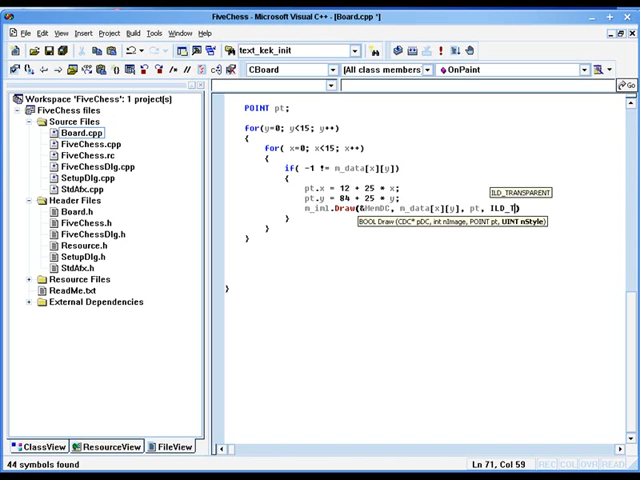 FiveChess - Microsoft Visual C++ - [Board.cpp *]
File Edit View Insert Project Build Tools Window Help
text_kek_init
CBoard [All class members] OnPaint
Go
Workspace "FiveChess": 1 project(s)
FiveChess files
Source Files
Board.cpp
FiveChess.cpp
FiveChess.rc
FiveChessDlg.cpp
SetupDlg.cpp
StdAfx.cpp
Header Files
Board.h
FiveChess.h
FiveChessDlg.h
Resource.h
SetupDlg.h
StdAfx.h
Resource Files
ReadMe.txt
External Dependencies
POINT pt;
for(y=0; y<15; y++)
{
for( x=0; x<15; x++)
{
if( -1 != m_data[x][y])
{
pt.x = 12 + 25 * x;
pt.y = 84 + 25 * y;
ILD_TRANSPARENT
m_iml.Draw(&MemDC, m_data[x][y], pt, ILD_T)
BOOL Draw (CDC* pDC, int nImage, POINT pt, UINT nStyle)
}
}
}
}
ClassView ResourceView FileView
44 symbols found
Ln 71, Col 59 REC COL OVR READ